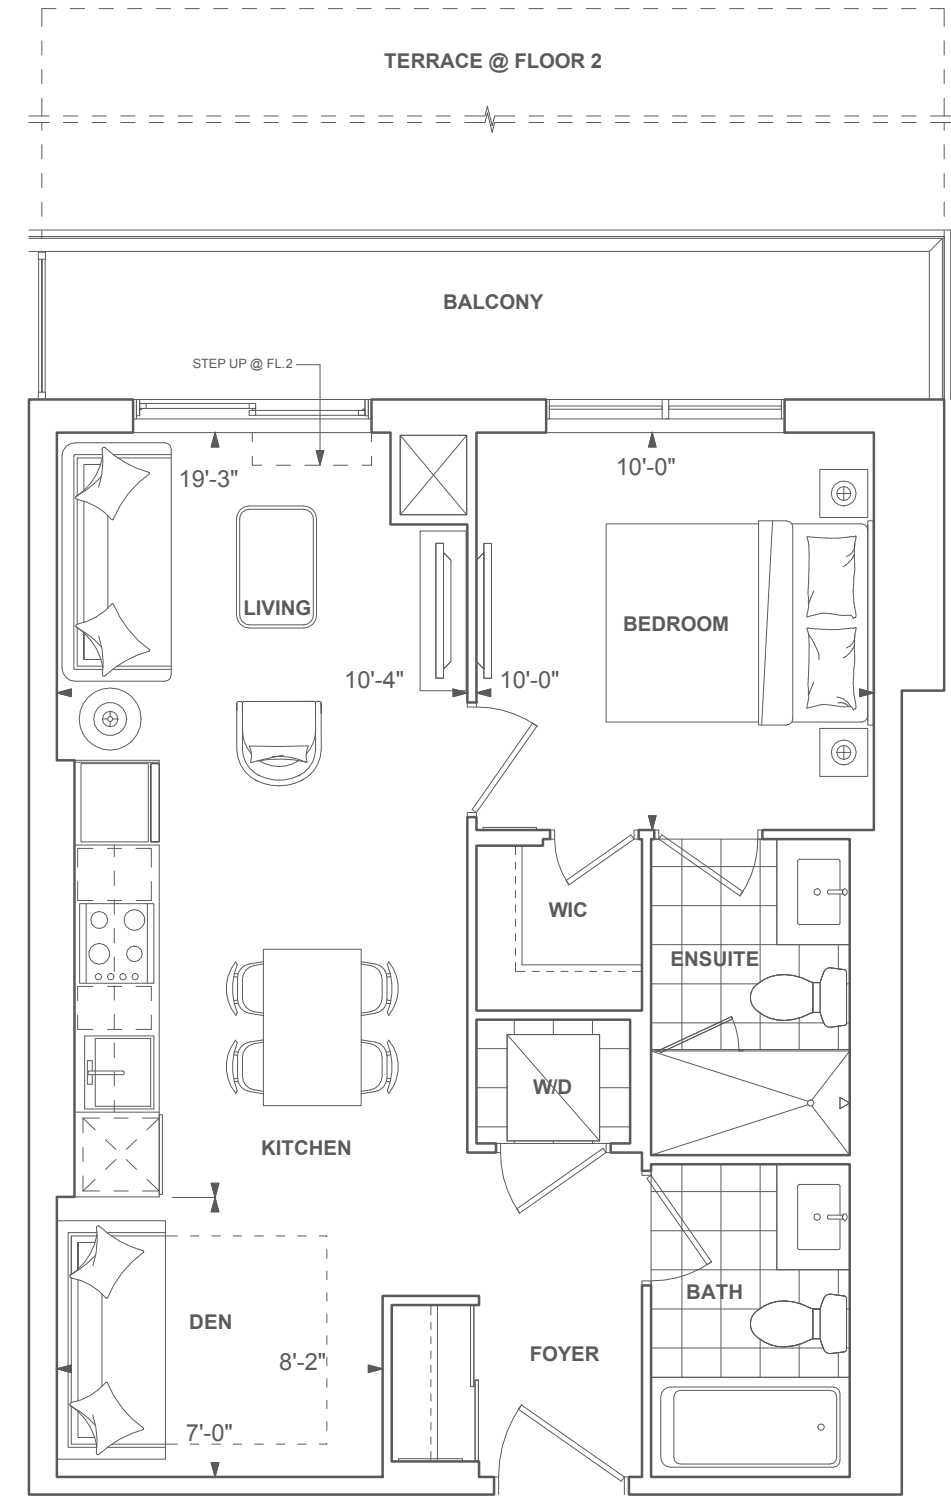 TERRACE @ FLOOR 2
BALCONY
STEP UP @ FL.2
19'-3"
10'-0"
LIVING
BEDROOM
10'-4"
10'-0"
WIC
ENSUITE
W/D
KITCHEN
BATH
DEN
8'-2"
FOYER
7'-0"